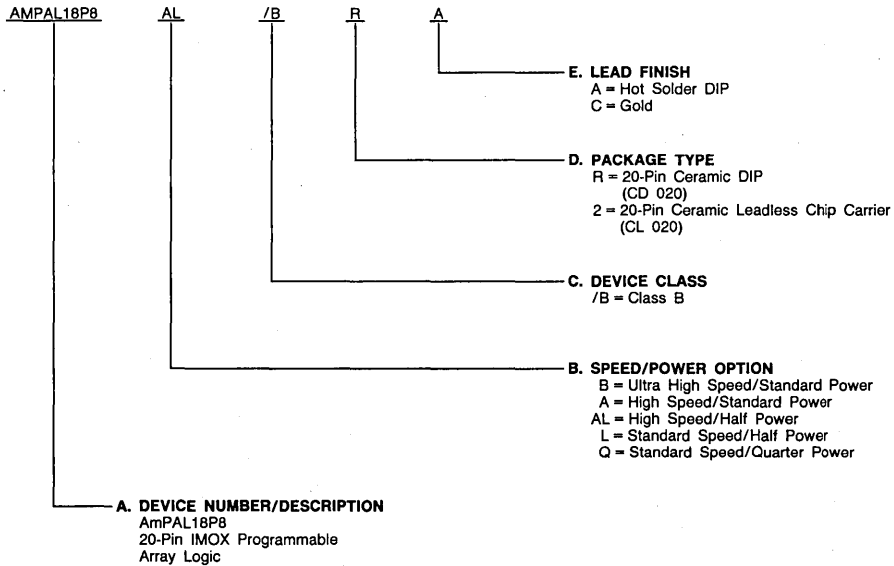 AMPAL18P8 AL /B R A
E. LEAD FINISH
A = Hot Solder DIP
C = Gold
D. PACKAGE TYPE
R = 20-Pin Ceramic DIP
(CD 020)
2 = 20-Pin Ceramic Leadless Chip Carrier
(CL 020)
C. DEVICE CLASS
/B = Class B
B. SPEED/POWER OPTION
B = Ultra High Speed/Standard Power
A = High Speed/Standard Power
AL = High Speed/Half Power
L = Standard Speed/Half Power
Q = Standard Speed/Quarter Power
A. DEVICE NUMBER/DESCRIPTION
AmPAL18P8
20-Pin IMOX Programmable
Array Logic